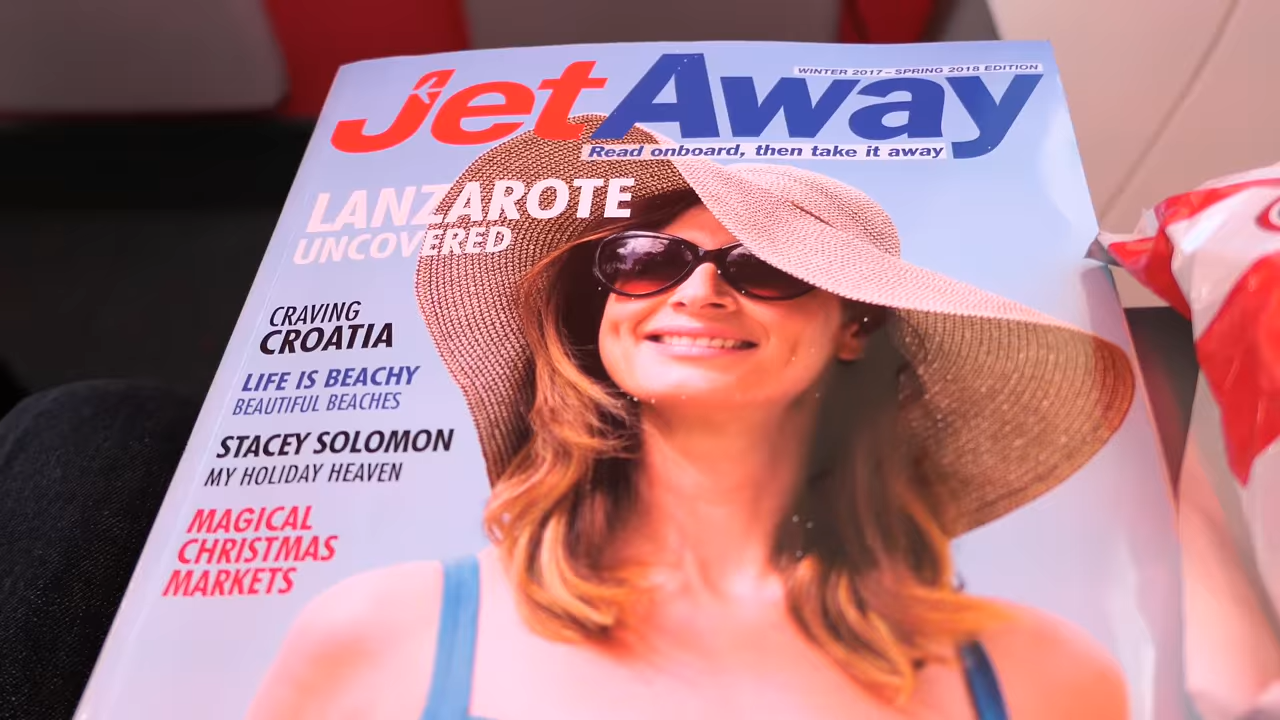 JetAway
WINTER 2017 – SPRING 2018 EDITION
Read onboard, then take it away
LANZAROTE
UNCOVERED
CRAVING
CROATIA
LIFE IS BEACHY
BEAUTIFUL BEACHES
STACEY SOLOMON
MY HOLIDAY HEAVEN
MAGICAL
CHRISTMAS
MARKETS